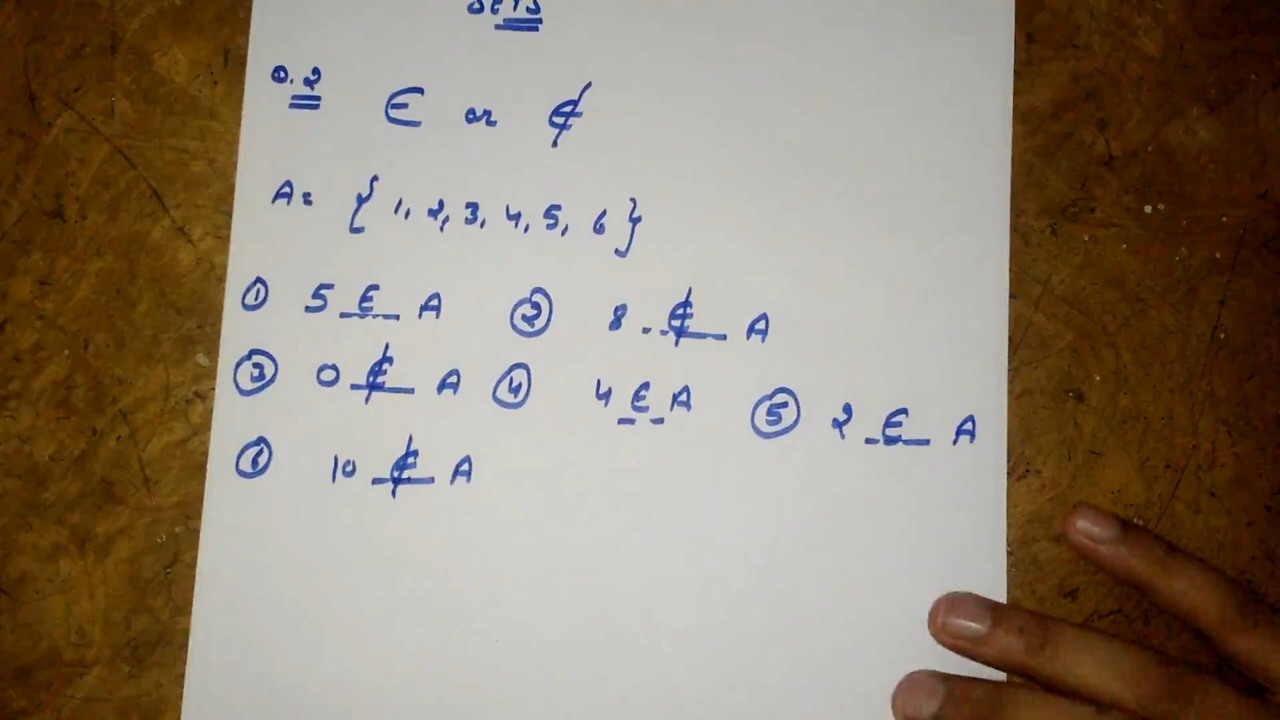 SETS
Q.2 ∈ or ∉
A = { 1, 2, 3, 4, 5, 6 }
① 5 ∈ A ② 8 ∉ A
③ 0 ∉ A ④ 4 ∈ A ⑤ 2 ∈ A
⑥ 10 ∉ A